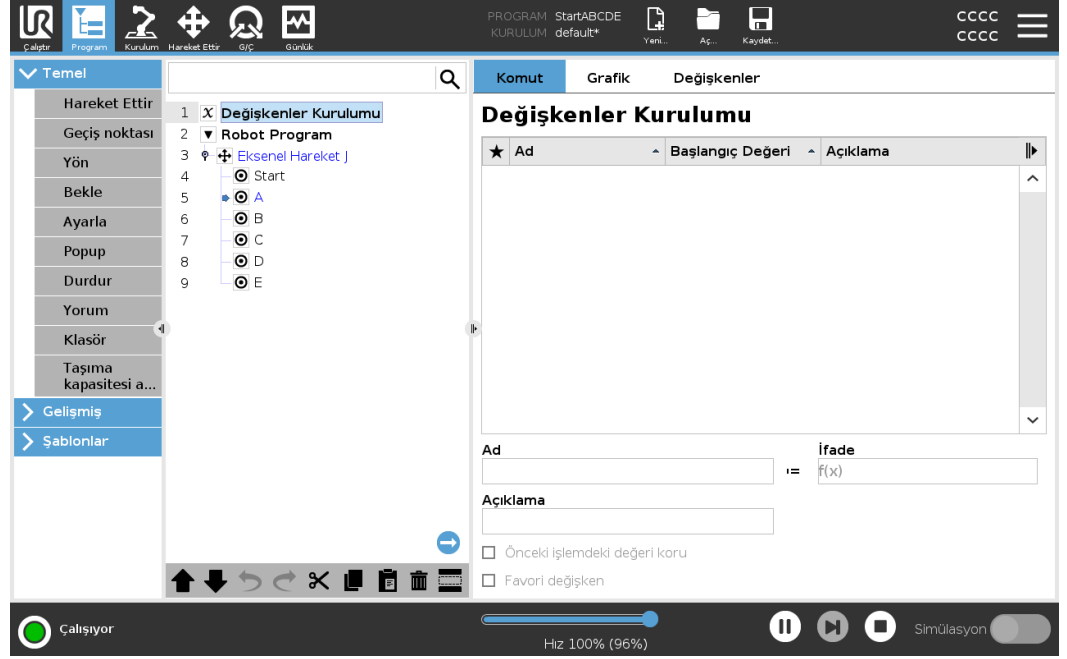 PROGRAM StartABCDE
KURULUM default*
Çalıştır
Program
Kurulum
Hareket Ettir
G/Ç
Günlük
Yeni...
Aç...
Kaydet...
CCCC
CCCC
Temel
Hareket Ettir
Geçiş noktası
Yön
Bekle
Ayarla
Popup
Durdur
Yorum
Klasör
Taşıma
kapasitesi a...
Gelişmiş
Şablonlar
1 X Değişkenler Kurulumu
2 Robot Program
3 Eksenel Hareket J
4 Start
5 A
6 B
7 C
8 D
9 E
Komut Grafik Değişkenler
Değişkenler Kurulumu
Ad Başlangıç Değeri Açıklama
Ad İfade
:= f(x)
Açıklama
Önceki işlemdeki değeri koru
Favori değişken
Çalışıyor
Hız 100% (96%)
Simülasyon